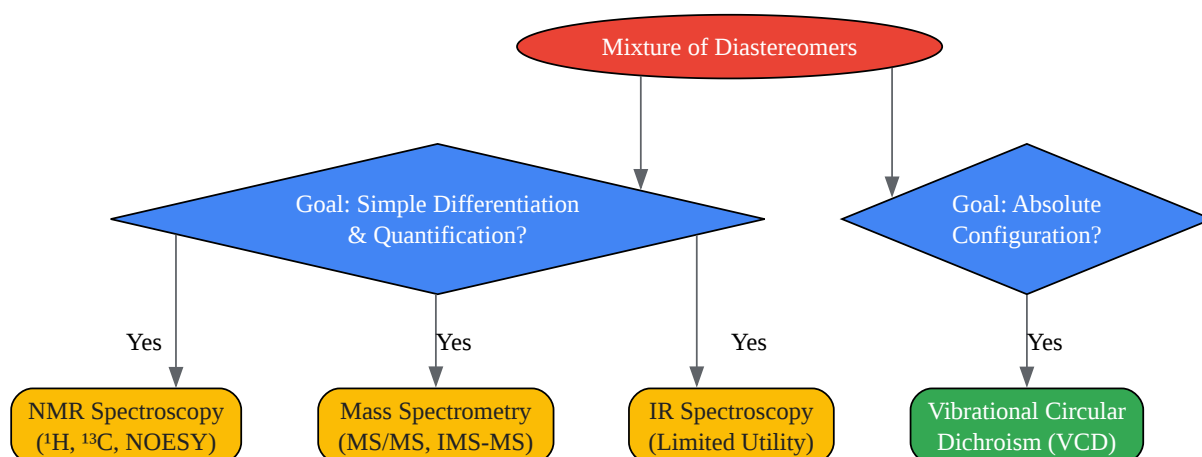 Mixture of Diastereomers
Goal: Simple Differentiation
& Quantification?
Goal: Absolute
Configuration?
Yes
Yes
Yes
Yes
NMR Spectroscopy
(¹H, ¹³C, NOESY)
Mass Spectrometry
(MS/MS, IMS-MS)
IR Spectroscopy
(Limited Utility)
Vibrational Circular
Dichroism (VCD)